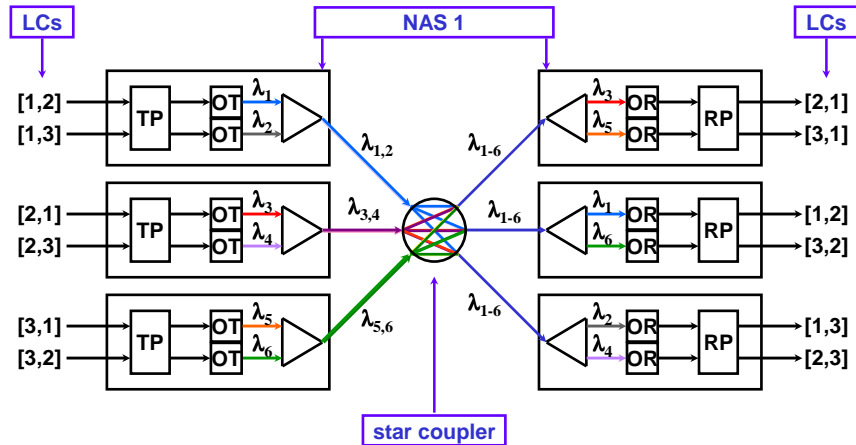 LCs
NAS 1
LCs
[1,2]
[1,3]
TP
OT
OT
λ1
λ2
λ1,2
λ1-6
λ3
λ5
OR
OR
RP
[2,1]
[3,1]
[2,1]
[2,3]
TP
OT
OT
λ3
λ4
λ3,4
λ1-6
λ1
λ6
OR
OR
RP
[1,2]
[3,2]
[3,1]
[3,2]
TP
OT
OT
λ5
λ6
λ5,6
λ1-6
λ2
λ4
OR
OR
RP
[1,3]
[2,3]
star coupler